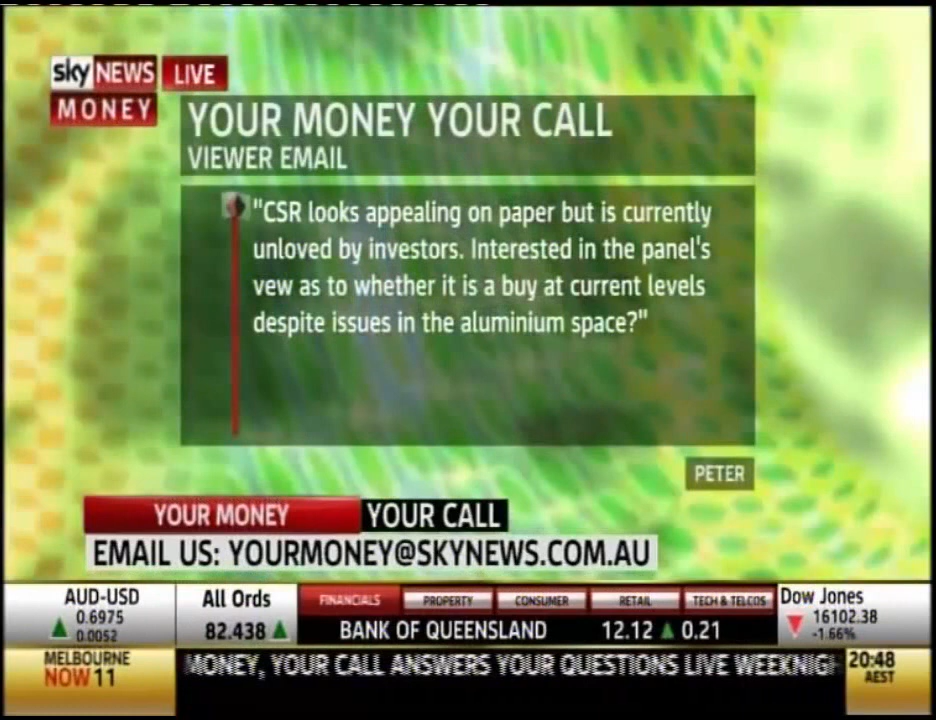 sky NEWS LIVE
MONEY
YOUR MONEY YOUR CALL
VIEWER EMAIL
"CSR looks appealing on paper but is currently
unloved by investors. Interested in the panel's
vew as to whether it is a buy at current levels
despite issues in the aluminium space?"
PETER
YOUR MONEY YOUR CALL
EMAIL US: YOURMONEY@SKYNEWS.COM.AU
AUD-USD
0.6975
0.0052
All Ords
82.438
FINANCIALS PROPERTY CONSUMER RETAIL TECH & TELCOS
BANK OF QUEENSLAND 12.12 0.21
Dow Jones
16102.38
-1.66%
MELBOURNE
NOW 11
MONEY, YOUR CALL ANSWERS YOUR QUESTIONS LIVE WEEKNIG
20:48
AEST